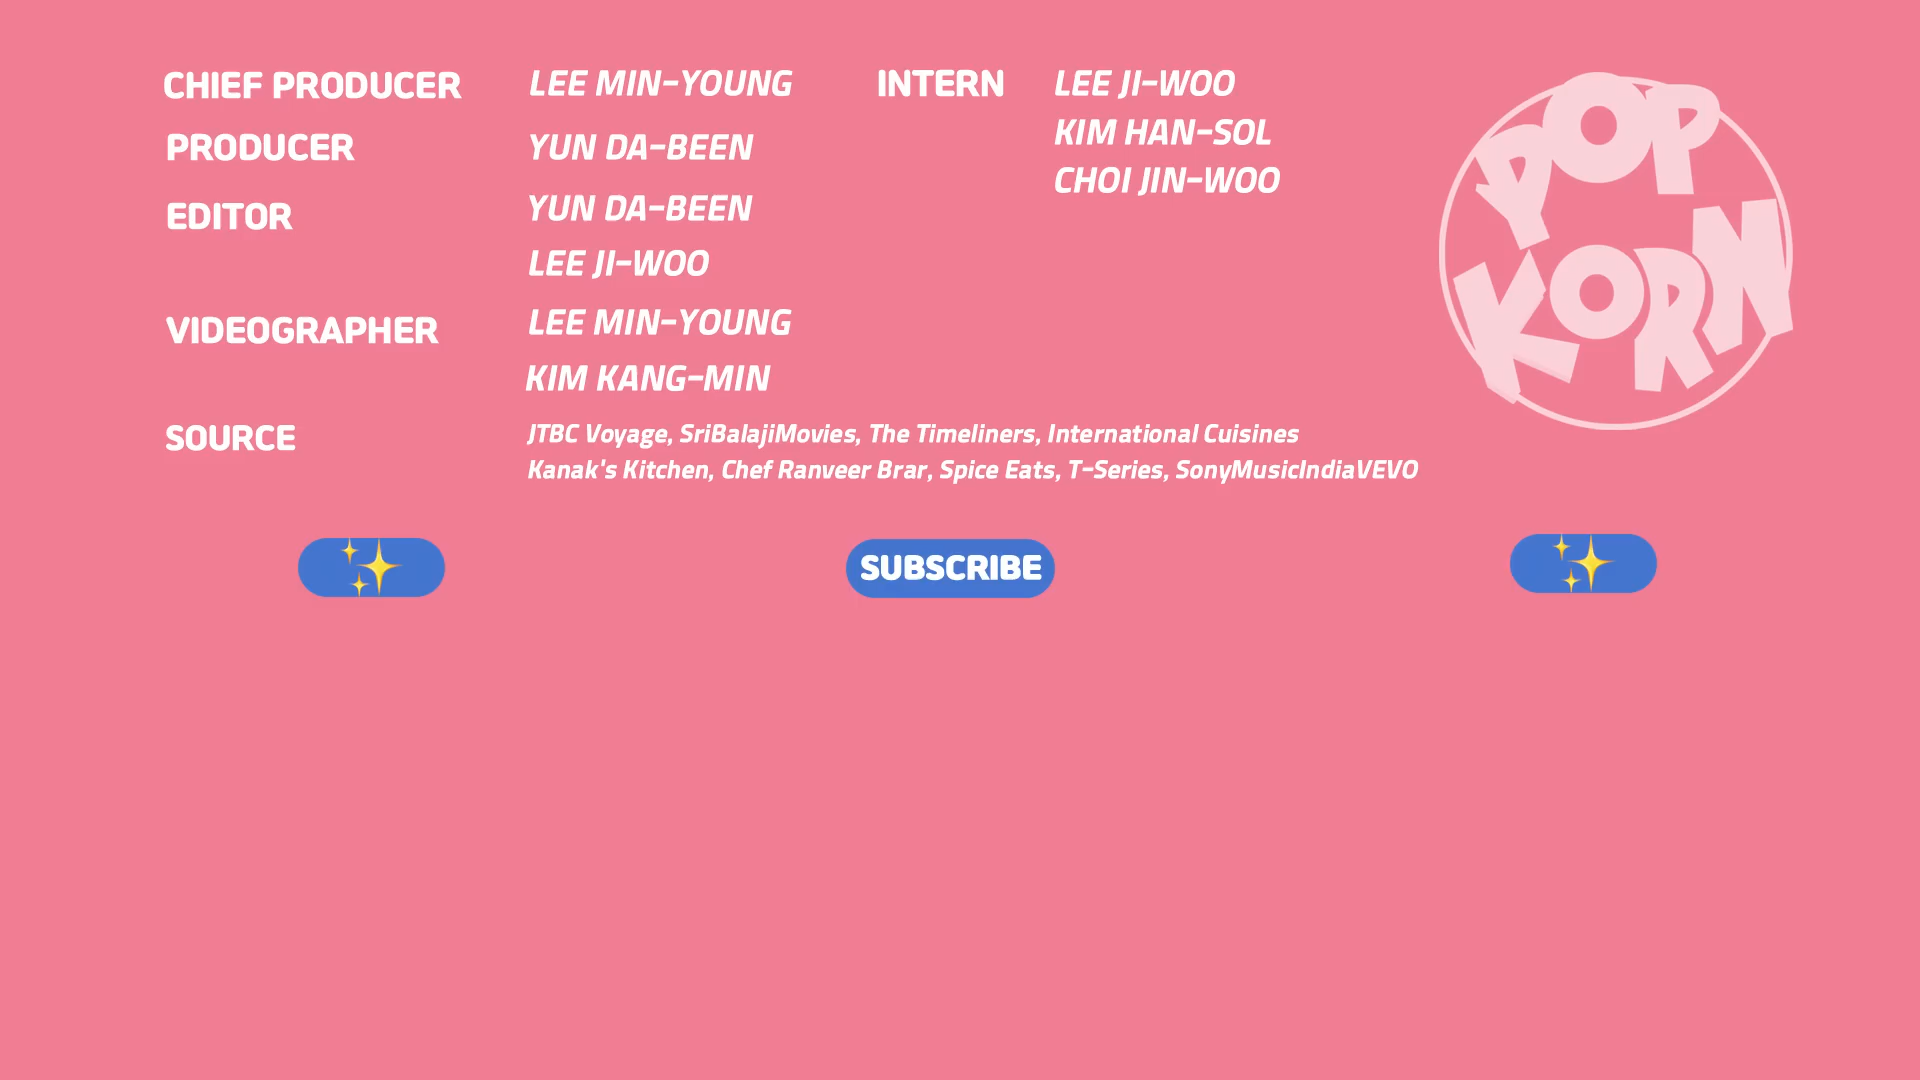 CHIEF PRODUCER LEE MIN-YOUNG
PRODUCER YUN DA-BEEN
EDITOR YUN DA-BEEN
LEE JI-WOO
VIDEOGRAPHER LEE MIN-YOUNG
KIM KANG-MIN
INTERN LEE JI-WOO
KIM HAN-SOL
CHOI JIN-WOO
SOURCE JTBC Voyage, SriBalajiMovies, The Timeliners, International Cuisines
Kanak's Kitchen, Chef Ranveer Brar, Spice Eats, T-Series, SonyMusicIndiaVEVO
POP
KORN
SUBSCRIBE